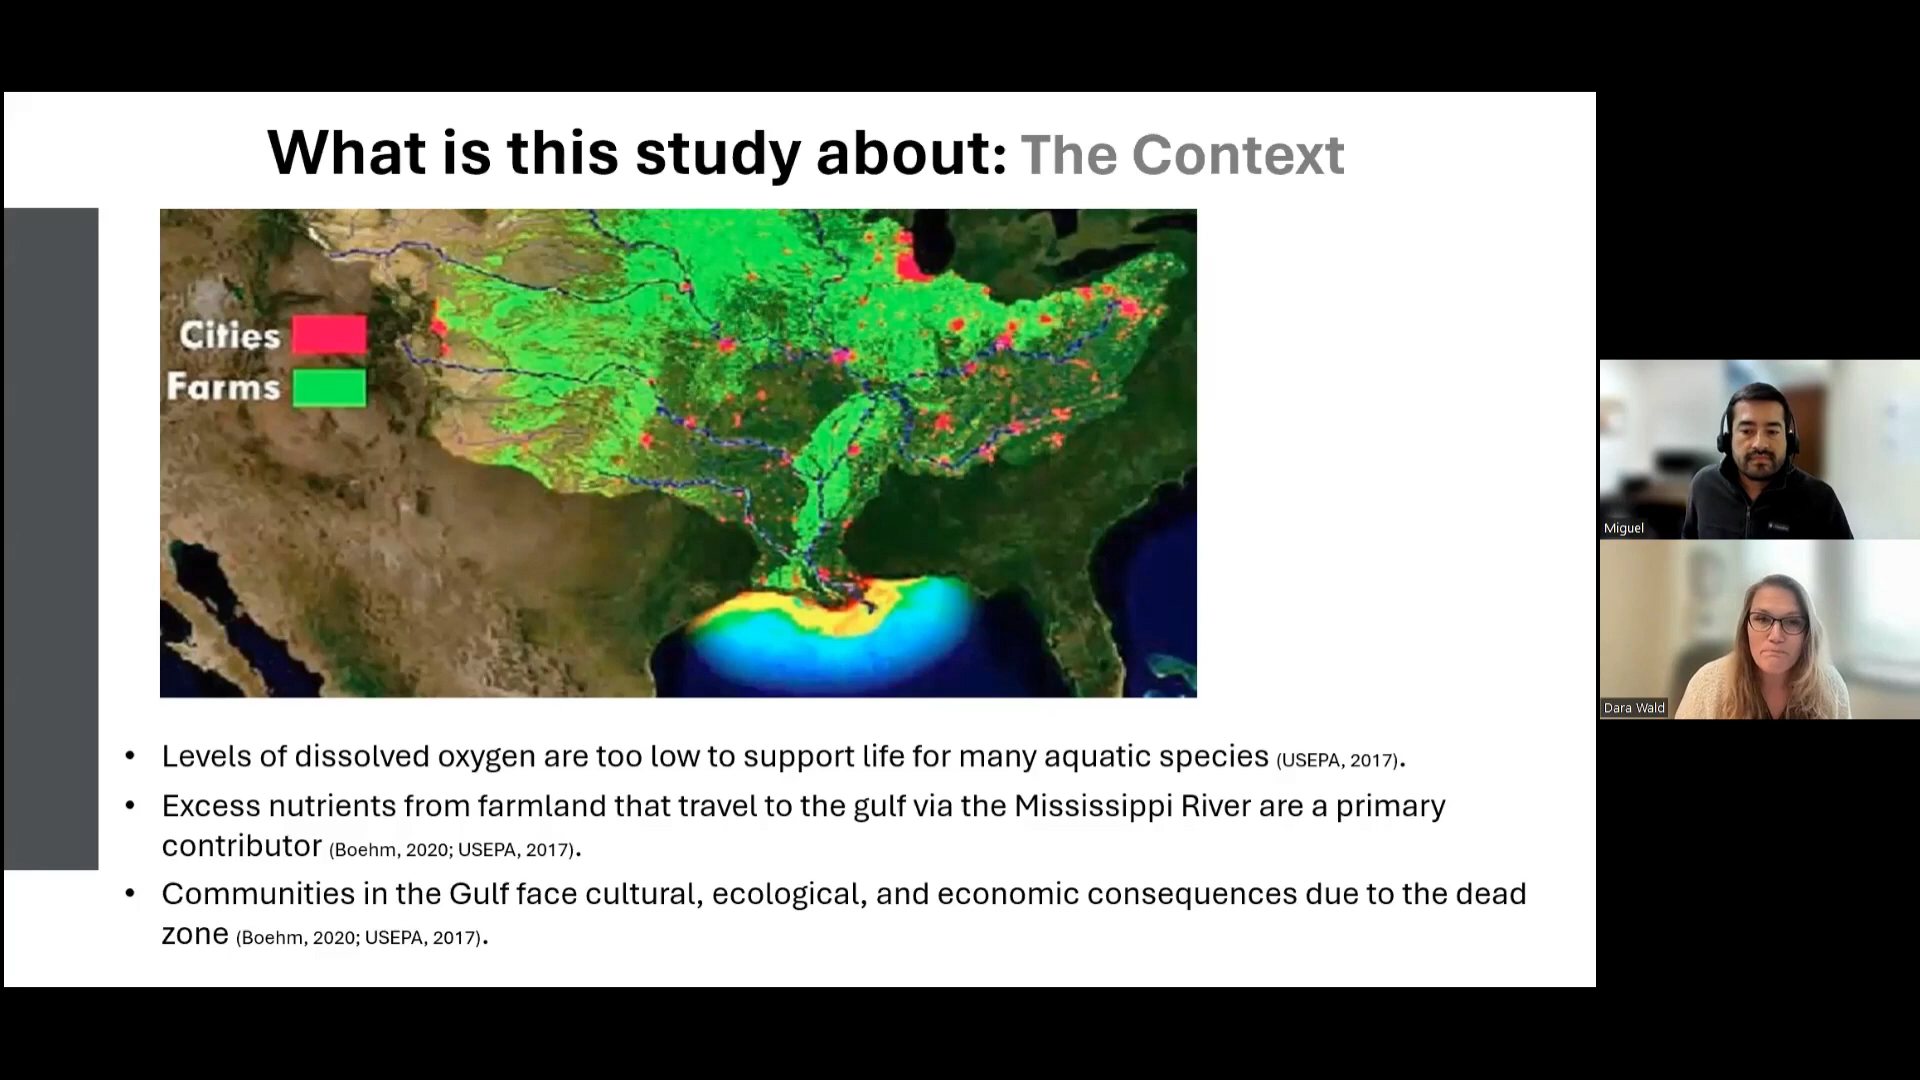 What is this study about: The Context
Cities
Farms
• Levels of dissolved oxygen are too low to support life for many aquatic species (USEPA, 2017).
• Excess nutrients from farmland that travel to the gulf via the Mississippi River are a primary
contributor (Boehm, 2020; USEPA, 2017).
• Communities in the Gulf face cultural, ecological, and economic consequences due to the dead
zone (Boehm, 2020; USEPA, 2017).
Miguel
Dara Wald